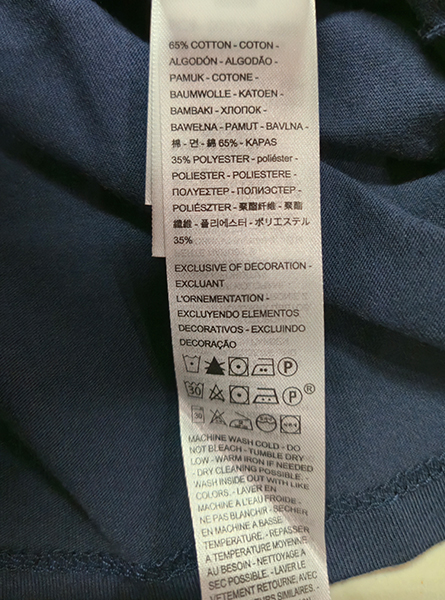 65% COTTON - COTON -
ALGODÓN - ALGODÃO -
PAMUK - COTONE -
BAUMWOLLE - KATOEN -
BAMBAKI - ХЛОПОК -
BAWEŁNA - PAMUT - BAVLNA -
棉 - 면 - 綿 65% - KAPAS
35% POLYESTER - poliéster -
POLIESTER - POLIESTERE -
ΠΟΛΥΕΣΤΕΡ - ПОЛИЭСТЕР -
POLIÉSZTER - 聚酯纤维 - 聚酯
纖維 - 폴리에스터 - ポリエステル
35%
EXCLUSIVE OF DECORATION -
EXCLUANT
L'ORNEMENTATION -
EXCLUYENDO ELEMENTOS
DECORATIVOS - EXCLUINDO
DECORAÇÃO
P
30 P ®
30
MACHINE WASH COLD - DO
NOT BLEACH - TUMBLE DRY
LOW - WARM IRON IF NEEDED
- DRY CLEANING POSSIBLE.
WASH INSIDE OUT WITH LIKE
COLORS. - LAVER EN
MACHINE À L'EAU FROIDE -
NE PAS BLANCHIR - SÉCHER
EN MACHINE À BASSE
TEMPÉRATURE. - REPASSER
À TEMPÉRATURE MOYENNE
AU BESOIN - NETTOYAGE À
SEC POSSIBLE. LAVER LE
VÊTEMENT RETOURNÉ, AVEC
COULEURS SIMILAIRES. -